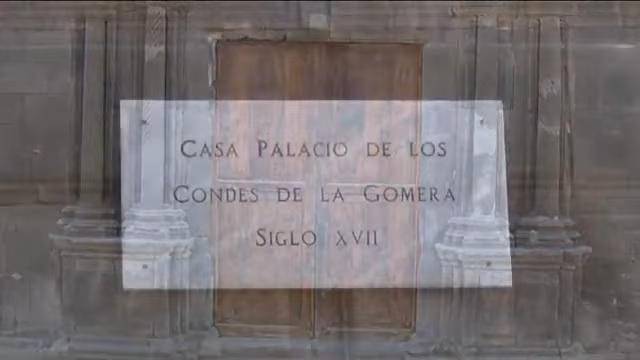 Casa Palacio de los
Condes de la Gomera
Siglo XVII